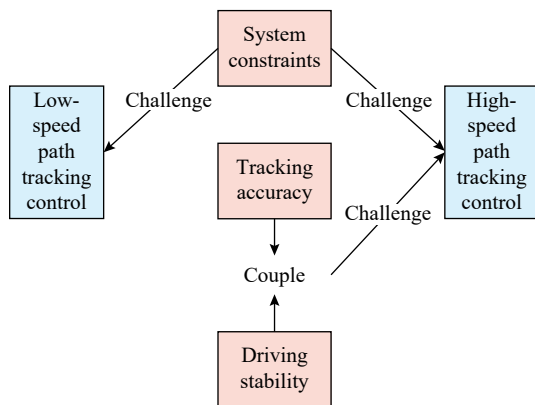 System
constraints
Low-
speed
path
tracking
control
Challenge
Challenge
High-
speed
path
tracking
control
Tracking
accuracy
Challenge
Couple
Driving
stability